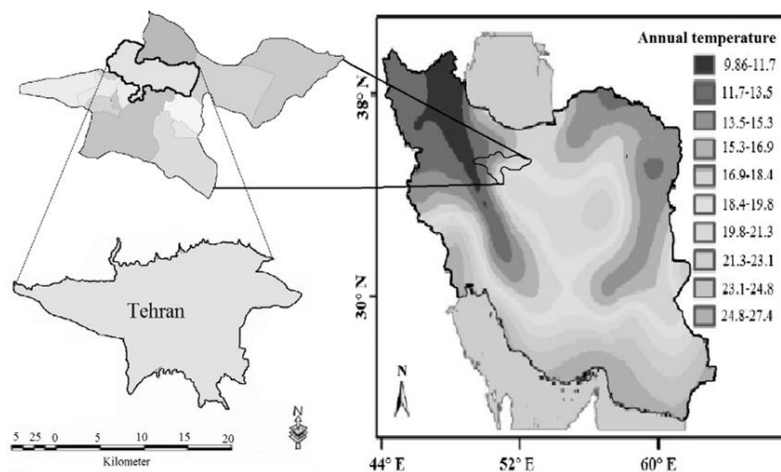 Tehran
N
5 25 0 5 10 15 20
Kilometer
Annual temperature
9.86-11.7
11.7-13.5
13.5-15.3
15.3-16.9
16.9-18.4
18.4-19.8
19.8-21.3
21.3-23.1
23.1-24.8
24.8-27.4
38° N
30° N
N
44° E 52° E 60° E